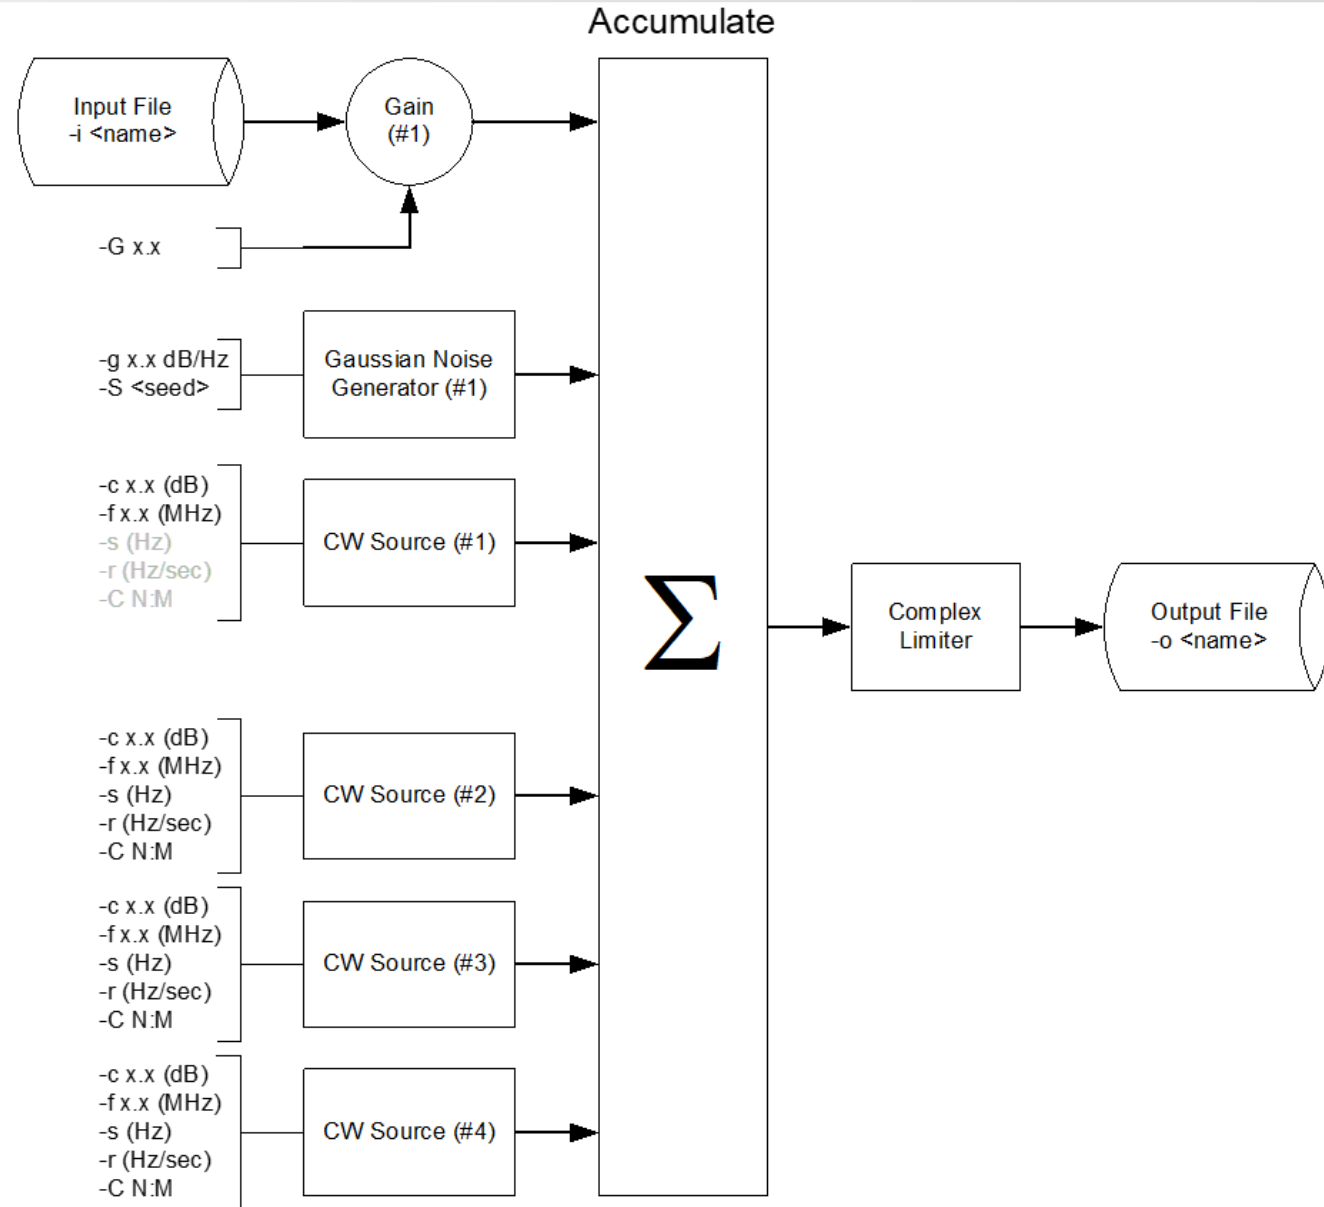 Accumulate
Input File
-i <name>
Gain
(#1)
-G x.x
-g x.x dB/Hz
-S <seed>
Gaussian Noise
Generator (#1)
-c x.x (dB)
-f x.x (MHz)
-s (Hz)
-r (Hz/sec)
-C N:M
CW Source (#1)
Σ
Complex
Limiter
Output File
-o <name>
-c x.x (dB)
-f x.x (MHz)
-s (Hz)
-r (Hz/sec)
-C N:M
CW Source (#2)
-c x.x (dB)
-f x.x (MHz)
-s (Hz)
-r (Hz/sec)
-C N:M
CW Source (#3)
-c x.x (dB)
-f x.x (MHz)
-s (Hz)
-r (Hz/sec)
-C N:M
CW Source (#4)